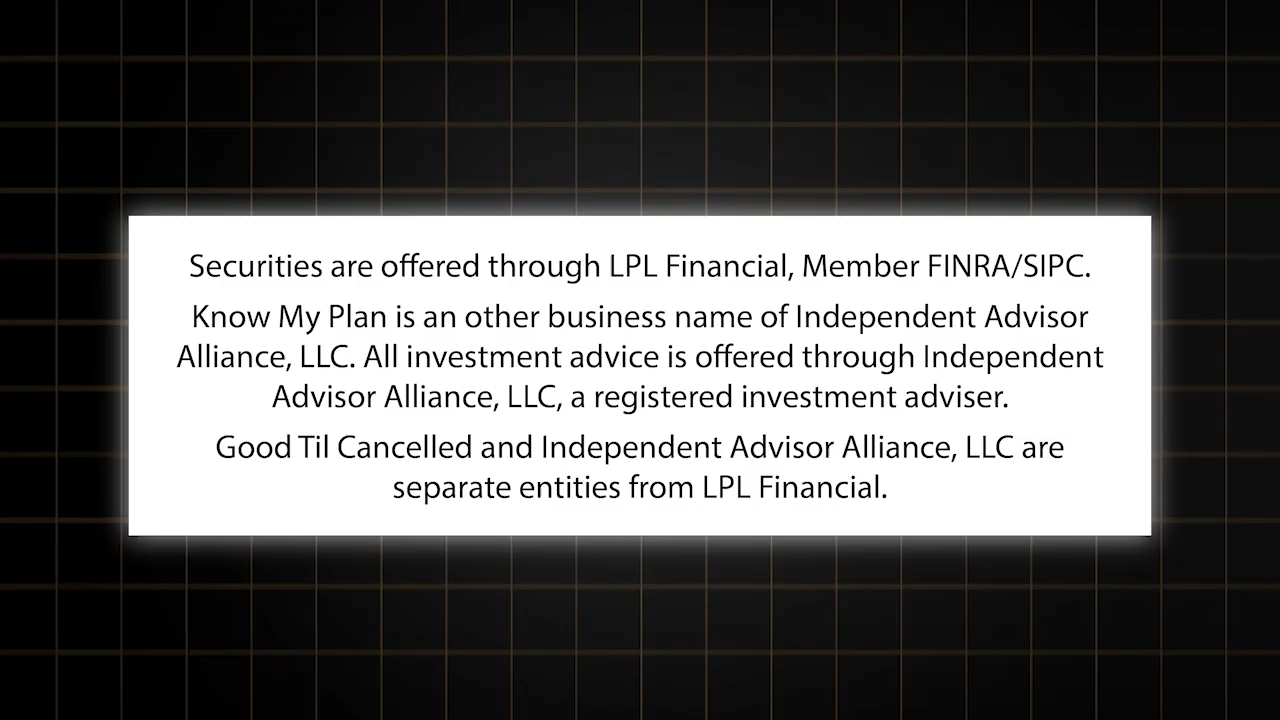 Securities are offered through LPL Financial, Member FINRA/SIPC.
Know My Plan is an other business name of Independent Advisor
Alliance, LLC. All investment advice is offered through Independent
Advisor Alliance, LLC, a registered investment adviser.
Good Til Cancelled and Independent Advisor Alliance, LLC are
separate entities from LPL Financial.